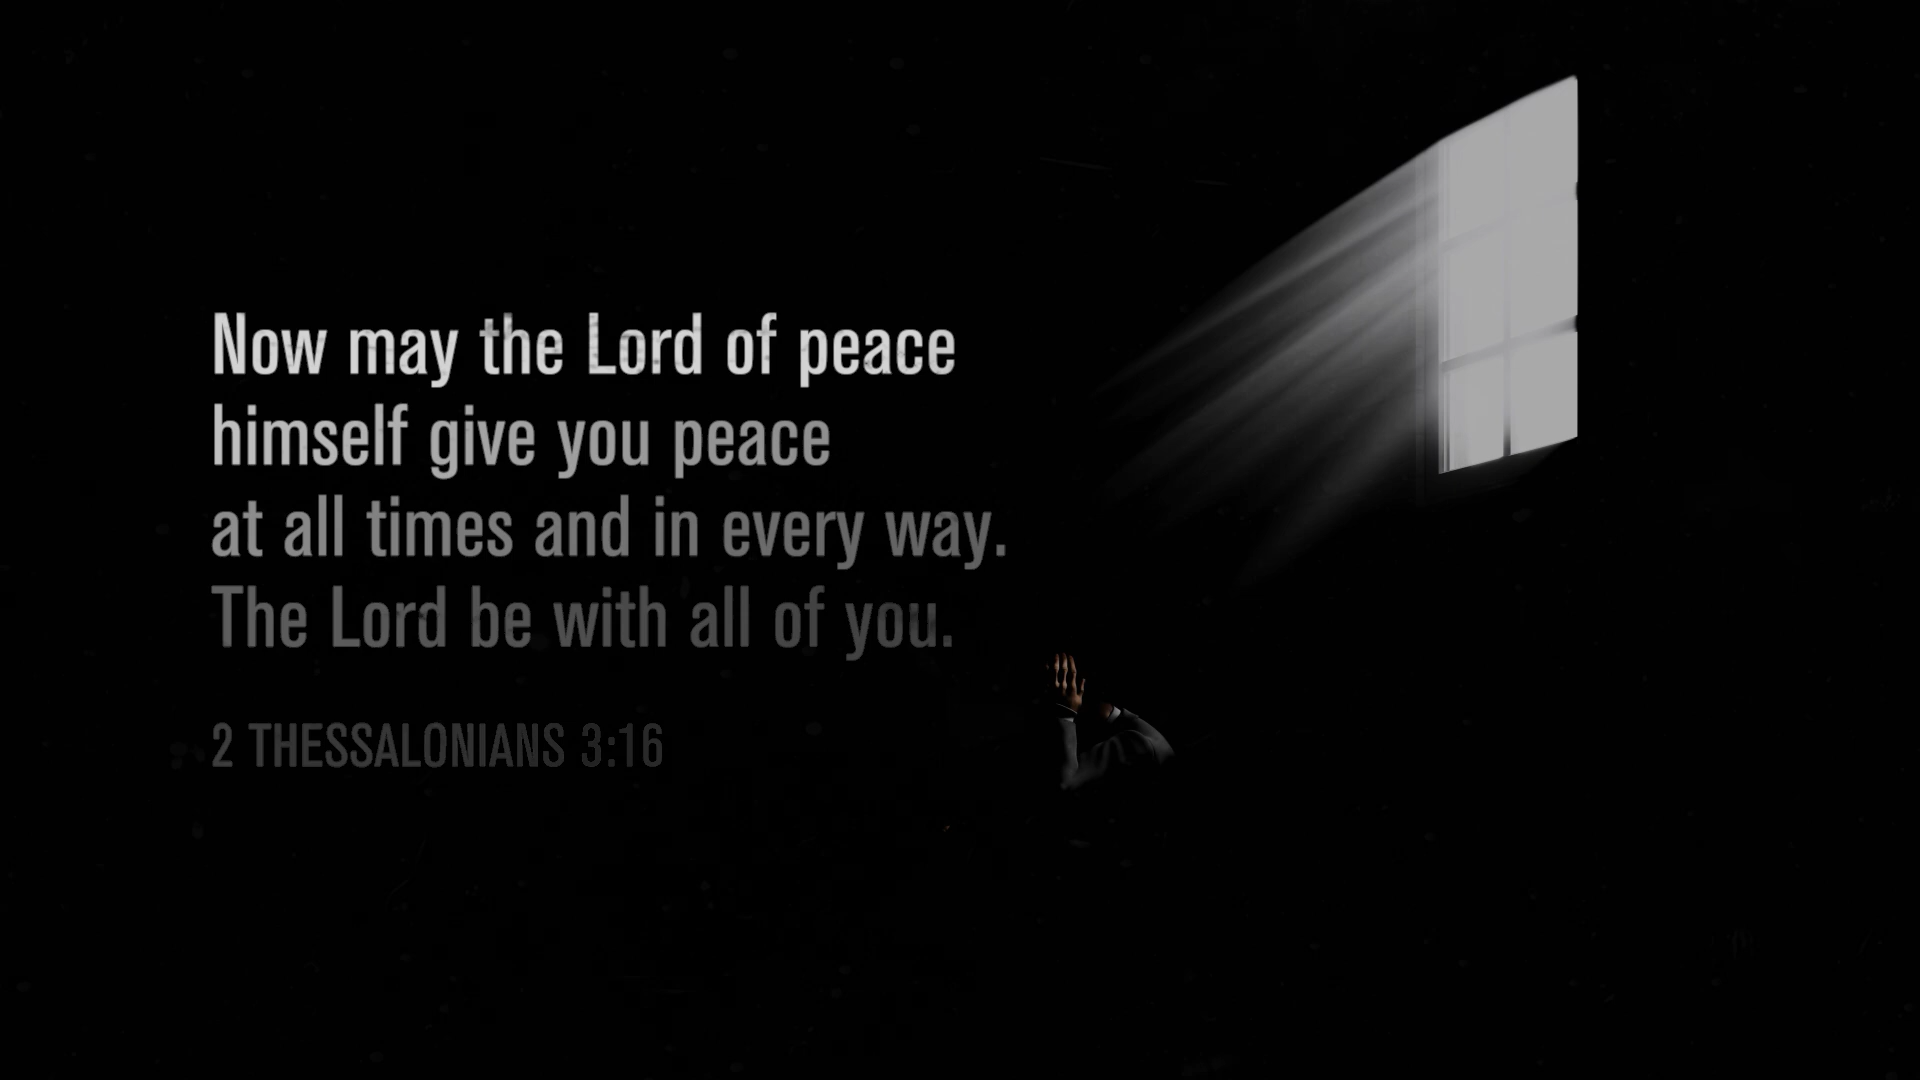 Now may the Lord of peace
himself give you peace
at all times and in every way.
The Lord be with all of you.
2 THESSALONIANS 3:16